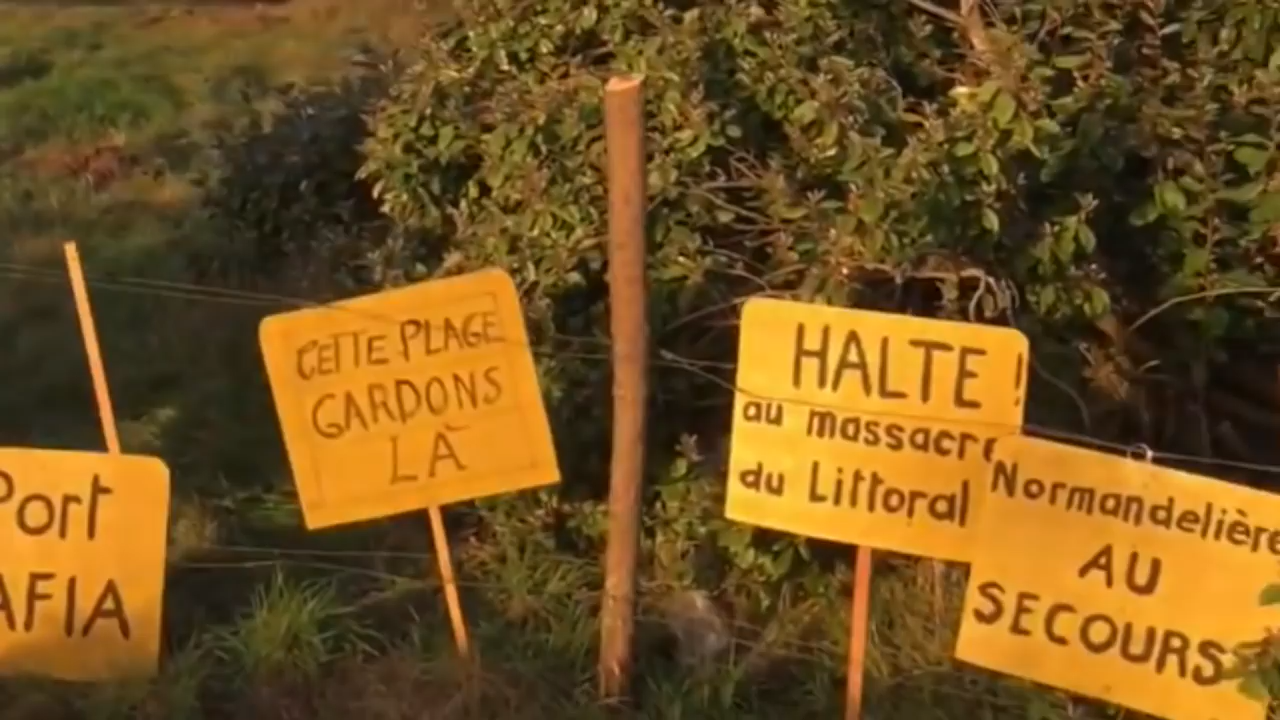 Port
AFIA
CETTE PLAGE
GARDONS
LÀ
HALTE !
au massacre
du Littoral
Normandelière
AU
SECOURS